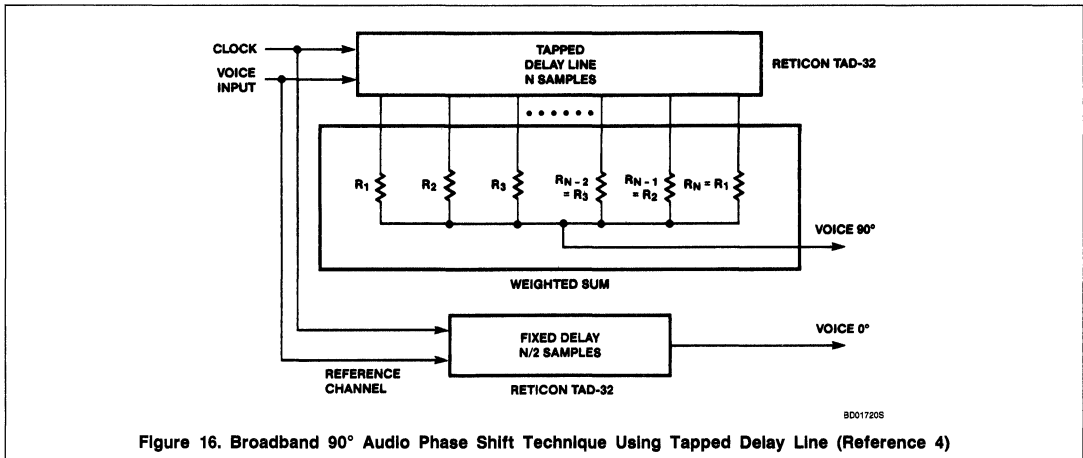 CLOCK
VOICE
INPUT
TAPPED
DELAY LINE
N SAMPLES
RETICON TAD-32
R1
R2
R3
RN-2
= R3
RN-1
= R2
RN = R1
VOICE 90°
WEIGHTED SUM
FIXED DELAY
N/2 SAMPLES
VOICE 0°
REFERENCE
CHANNEL
RETICON TAD-32
BD01720S
Figure 16. Broadband 90° Audio Phase Shift Technique Using Tapped Delay Line (Reference 4)